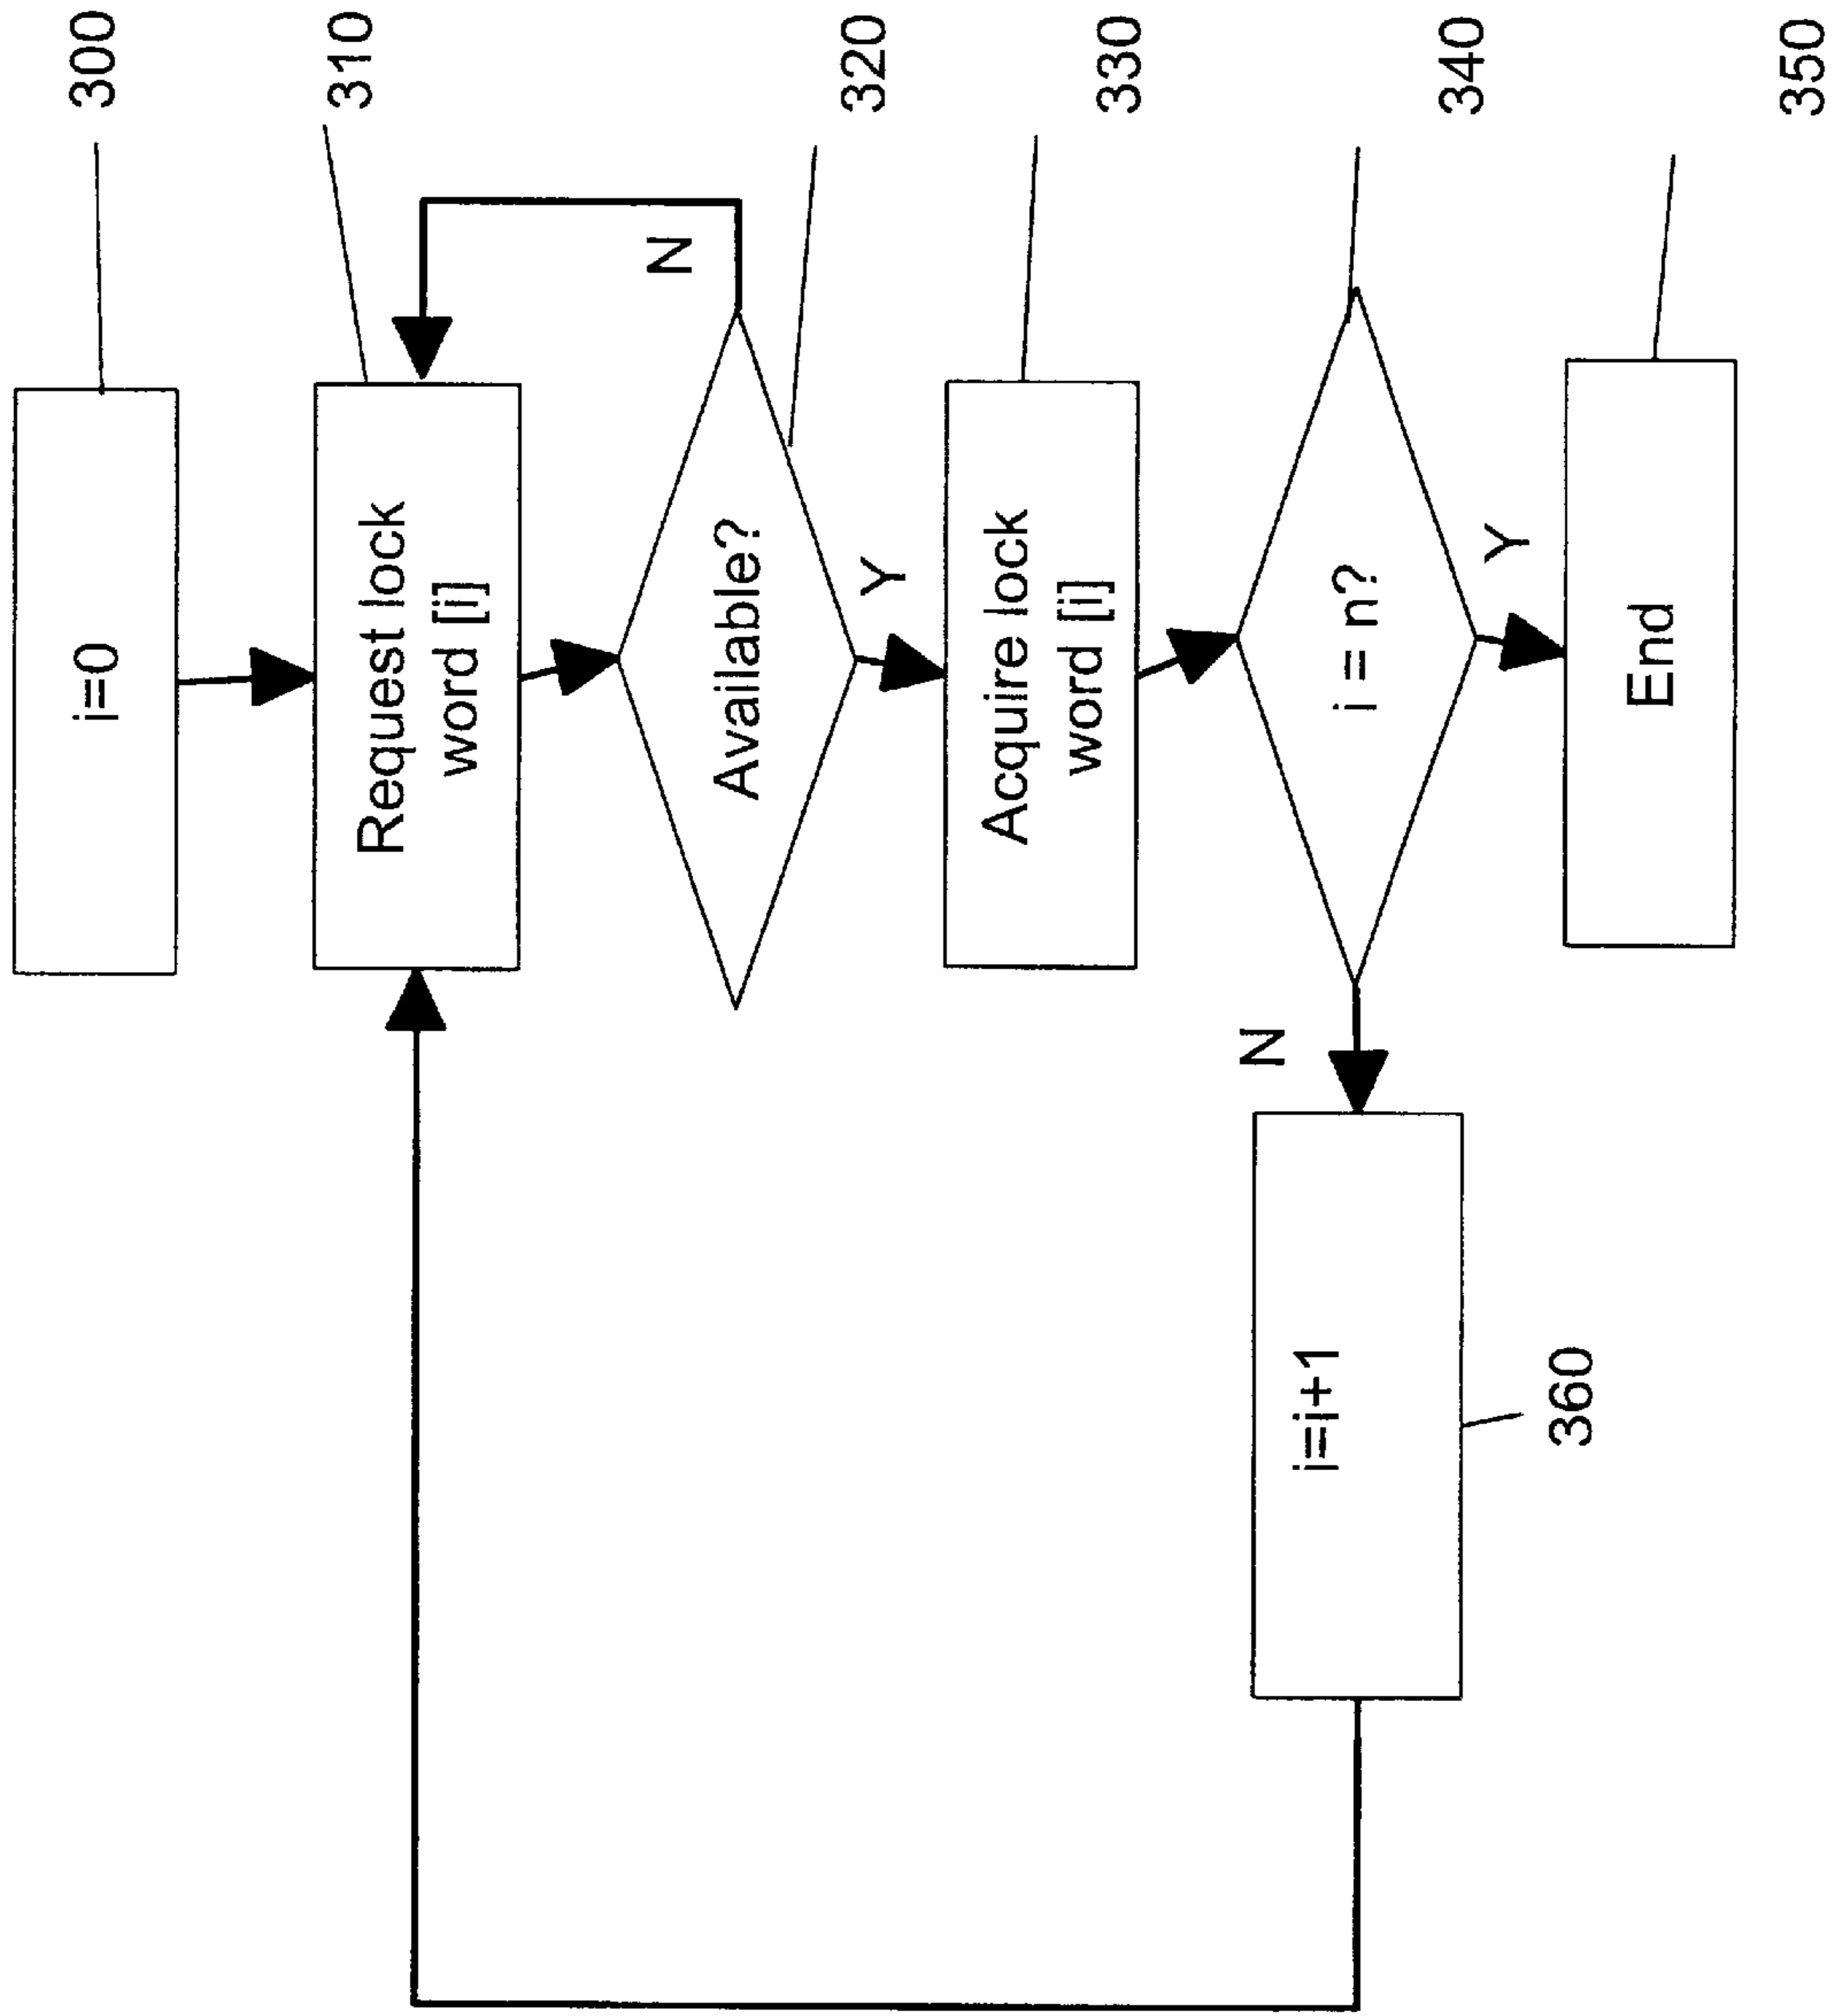 i=0
300
Request lock
word [i]
310
Available?
320
N
Y
Acquire lock
word [i]
330
i = n?
340
N
Y
End
350
i=i+1
360